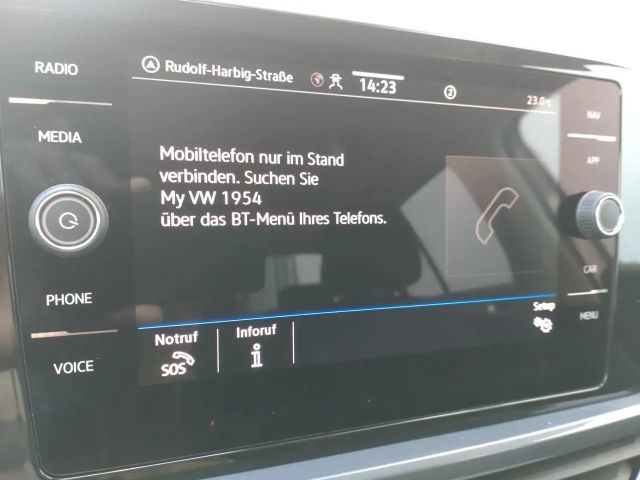 RADIO
MEDIA
PHONE
VOICE
Rudolf-Harbig-Straße
14:23
2
23.0°C
Mobiltelefon nur im Stand
verbinden. Suchen Sie
My VW 1954
über das BT-Menü Ihres Telefons.
Notruf
SOS
Inforuf
Setup
NAV
APP
CAR
MENU